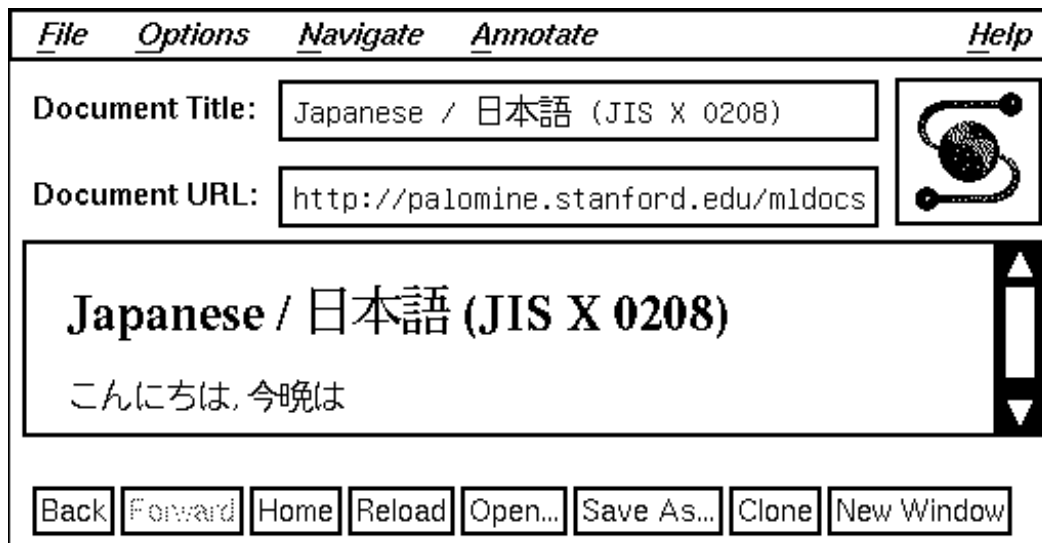 File Options Navigate Annotate Help
Document Title: Japanese / 日本語 (JIS X 0208)
Document URL: http://palomine.stanford.edu/mldocs
Japanese / 日本語 (JIS X 0208)
こんにちは, 今晩は
Back Forward Home Reload Open... Save As... Clone New Window